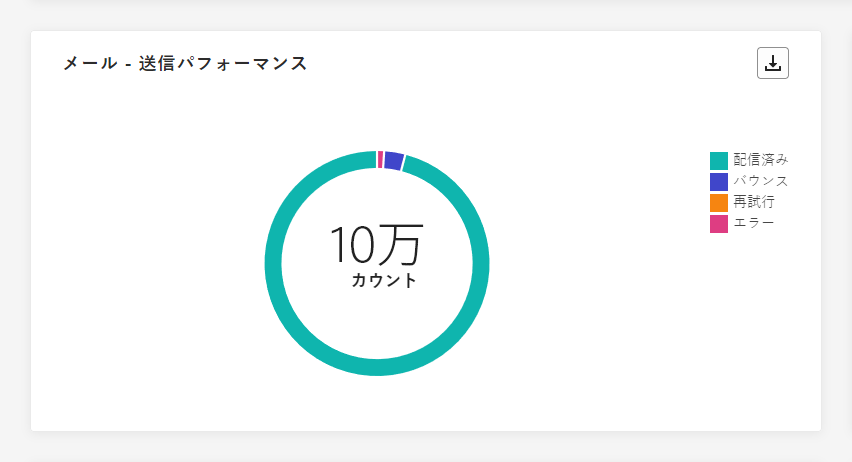 メール - 送信パフォーマンス
10万
カウント
配信済み
バウンス
再試行
エラー